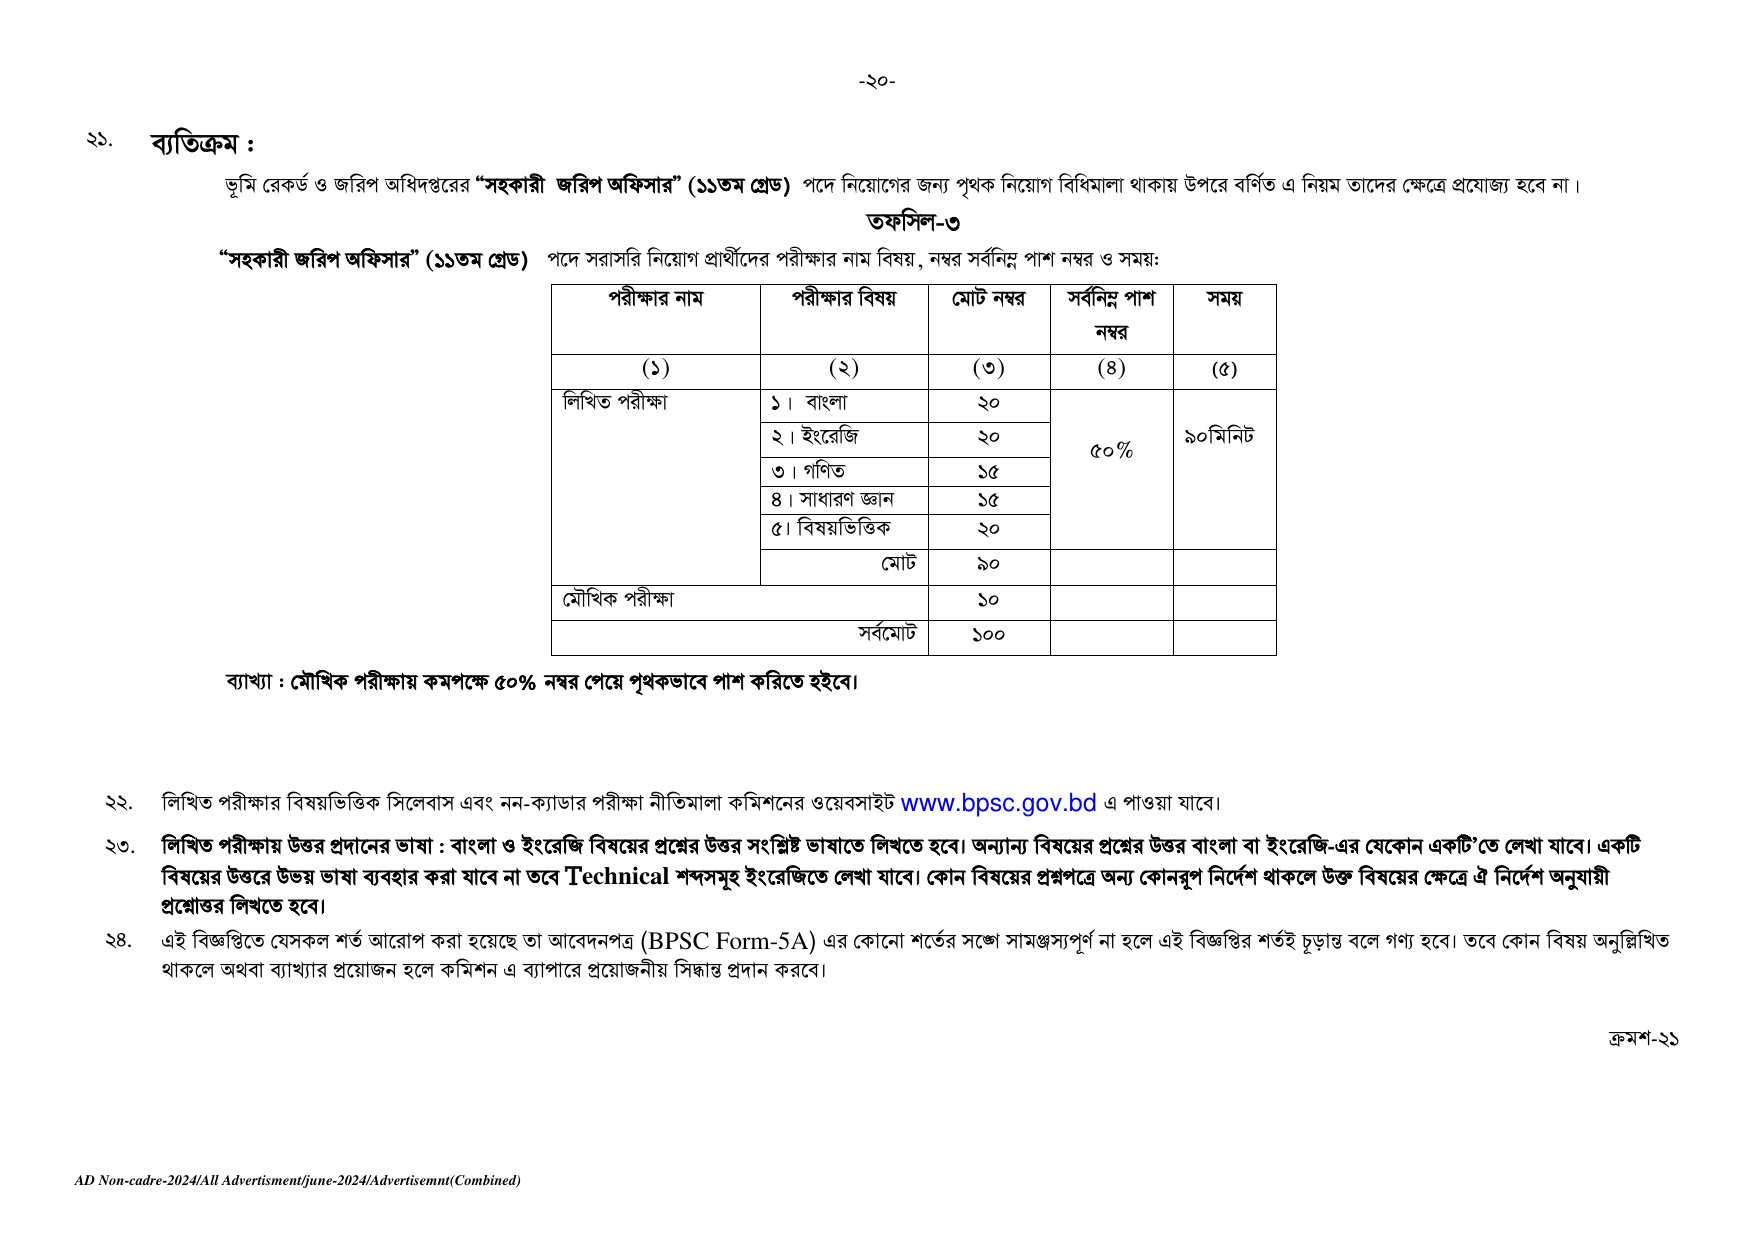 -২০-
২১. ব্যতিক্রম :
ভূমি রেকর্ড ও জরিপ অধিদপ্তরের “সহকারী জরিপ অফিসার” (১১তম গ্রেড) পদে নিয়োগের জন্য পৃথক নিয়োগ বিধিমালা থাকায় উপরে বর্ণিত এ নিয়ম তাদের ক্ষেত্রে প্রযোজ্য হবে না।
তফসিল-৩
“সহকারী জরিপ অফিসার” (১১তম গ্রেড) পদে সরাসরি নিয়োগ প্রার্থীদের পরীক্ষার নাম বিষয়, নম্বর সর্বনিম্ন পাশ নম্বর ও সময়ঃ
পরীক্ষার নাম পরীক্ষার বিষয় মোট নম্বর সর্বনিম্ন পাশ সময়
নম্বর
(১) (২) (৩) (৪) (৫)
লিখিত পরীক্ষা ১। বাংলা ২০
২। ইংরেজি ২০ ৯০মিনিট
৫০%
৩। গণিত ১৫
৪। সাধারণ জ্ঞান ১৫
৫। বিষয়ভিত্তিক ২০
মোট ৯০
মৌখিক পরীক্ষা ১০
সর্বমোট ১০০
ব্যাখ্যা : মৌখিক পরীক্ষায় কমপক্ষে ৫০% নম্বর পেয়ে পৃথকভাবে পাশ করিতে হইবে।
২২. লিখিত পরীক্ষার বিষয়ভিত্তিক সিলেবাস এবং নন-ক্যাডার পরীক্ষা নীতিমালা কমিশনের ওয়েবসাইট www.bpsc.gov.bd এ পাওয়া যাবে।
২৩. লিখিত পরীক্ষায় উত্তর প্রদানের ভাষা : বাংলা ও ইংরেজি বিষয়ের প্রশ্নের উত্তর সংশ্লিষ্ট ভাষাতে লিখতে হবে। অন্যান্য বিষয়ের প্রশ্নের উত্তর বাংলা বা ইংরেজি-এর যেকোন একটি’তে লেখা যাবে। একটি
বিষয়ের উত্তরে উভয় ভাষা ব্যবহার করা যাবে না তবে Technical শব্দসমূহ ইংরেজিতে লেখা যাবে। কোন বিষয়ের প্রশ্নপত্রে অন্য কোনরূপ নির্দেশ থাকলে উক্ত বিষয়ের ক্ষেত্রে ঐ নির্দেশ অনুযায়ী
প্রশ্নোত্তর লিখতে হবে।
২৪. এই বিজ্ঞপ্তিতে যেসকল শর্ত আরোপ করা হয়েছে তা আবেদনপত্র (BPSC Form-5A) এর কোনো শর্তের সঙ্গে সামঞ্জস্যপূর্ণ না হলে এই বিজ্ঞপ্তির শর্তই চূড়ান্ত বলে গণ্য হবে। তবে কোন বিষয় অনুল্লিখিত
থাকলে অথবা ব্যাখ্যার প্রয়োজন হলে কমিশন এ ব্যাপারে প্রয়োজনীয় সিদ্ধান্ত প্রদান করবে।
ক্রমশ-২১
AD Non-cadre-2024/All Advertisment/june-2024/Advertisemnt(Combined)